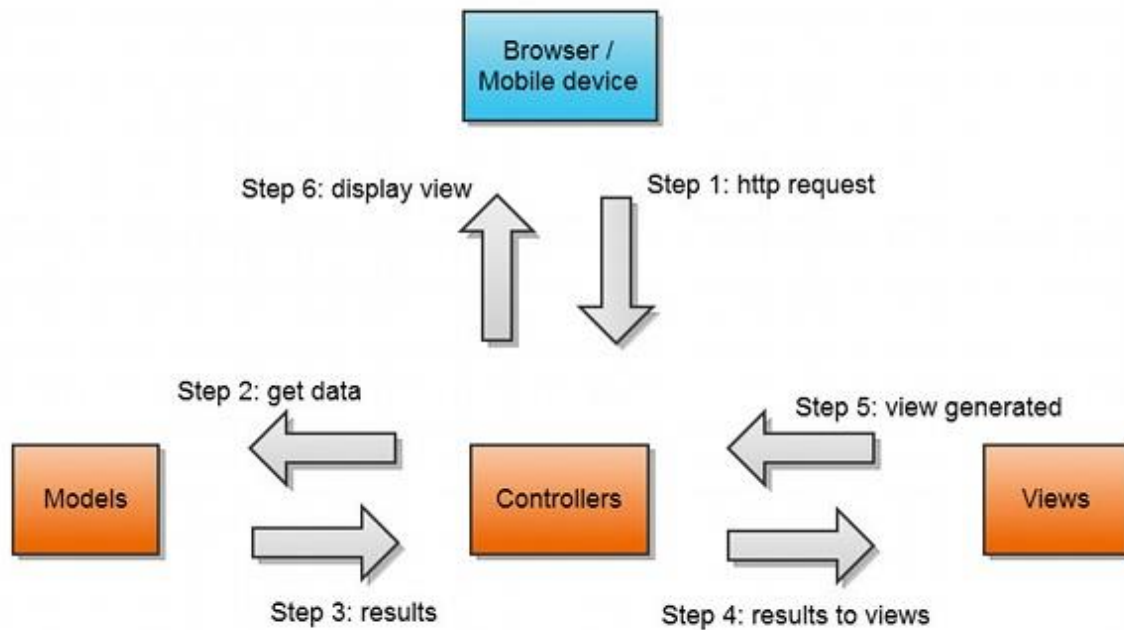 Browser /
Mobile device
Step 6: display view
Step 1: http request
Step 2: get data
Step 5: view generated
Models
Controllers
Views
Step 3: results
Step 4: results to views